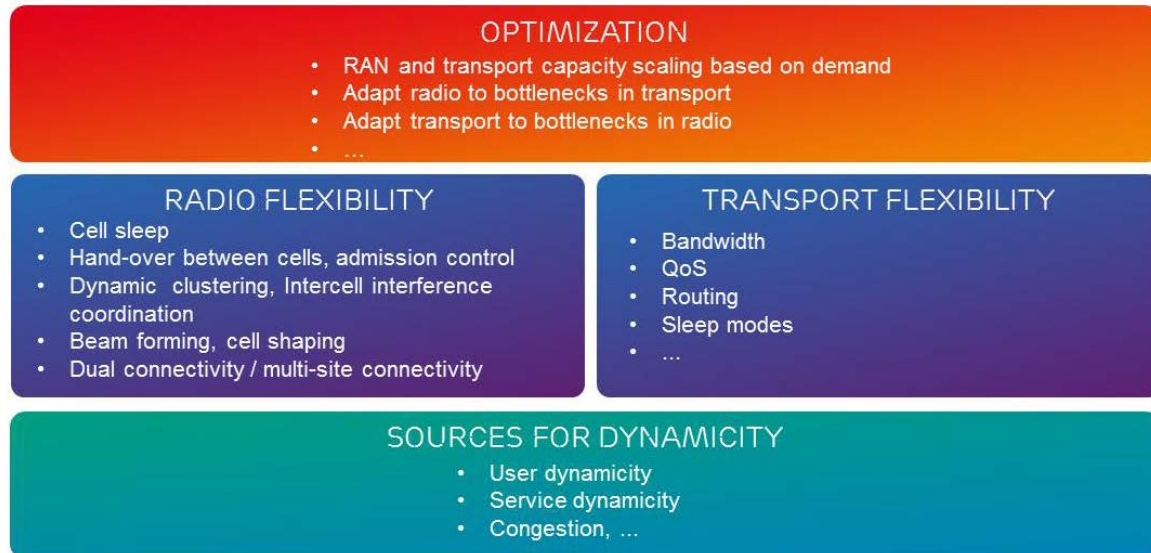 OPTIMIZATION
• RAN and transport capacity scaling based on demand
• Adapt radio to bottlenecks in transport
• Adapt transport to bottlenecks in radio
• ...
RADIO FLEXIBILITY
• Cell sleep
• Hand-over between cells, admission control
• Dynamic clustering, Intercell interference
coordination
• Beam forming, cell shaping
• Dual connectivity / multi-site connectivity
TRANSPORT FLEXIBILITY
• Bandwidth
• QoS
• Routing
• Sleep modes
• ...
SOURCES FOR DYNAMICITY
• User dynamicity
• Service dynamicity
• Congestion, ...